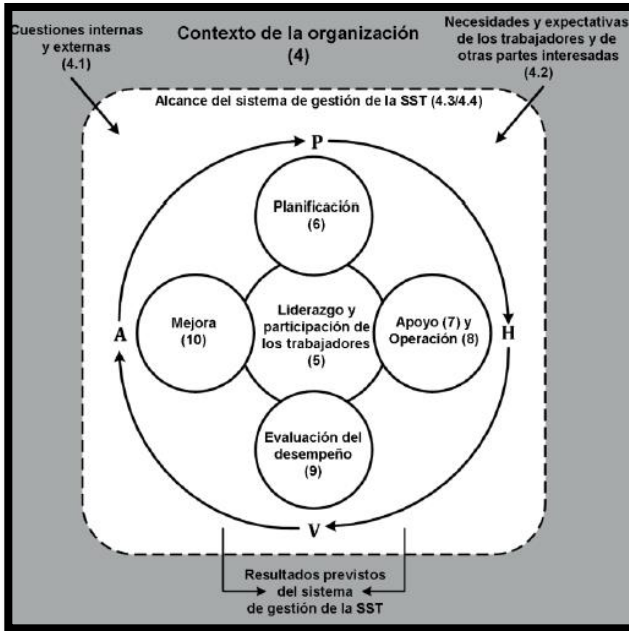 Cuestiones internas
y externas
(4.1)
Contexto de la organización
(4)
Necesidades y expectativas
de los trabajadores y de
otras partes interesadas
(4.2)
Alcance del sistema de gestión de la SST (4.3/4.4)
P
Planificación
(6)
A
Mejora
(10)
Liderazgo y
participación de
los trabajadores
(5)
Apoyo (7) y
Operación (8)
H
Evaluación del
desempeño
(9)
V
Resultados previstos
del sistema
de gestión de la SST